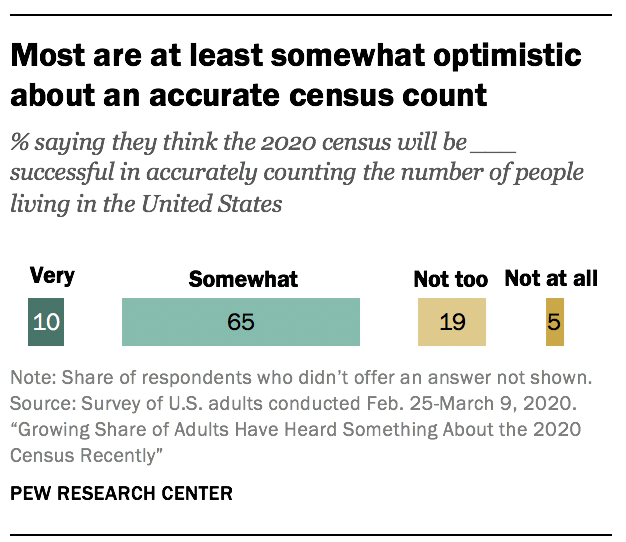 Most are at least somewhat optimistic
about an accurate census count
% saying they think the 2020 census will be ___
successful in accurately counting the number of people
living in the United States
Very Somewhat Not too Not at all
10 65 19 5
Note: Share of respondents who didn’t offer an answer not shown.
Source: Survey of U.S. adults conducted Feb. 25-March 9, 2020.
“Growing Share of Adults Have Heard Something About the 2020
Census Recently”
PEW RESEARCH CENTER